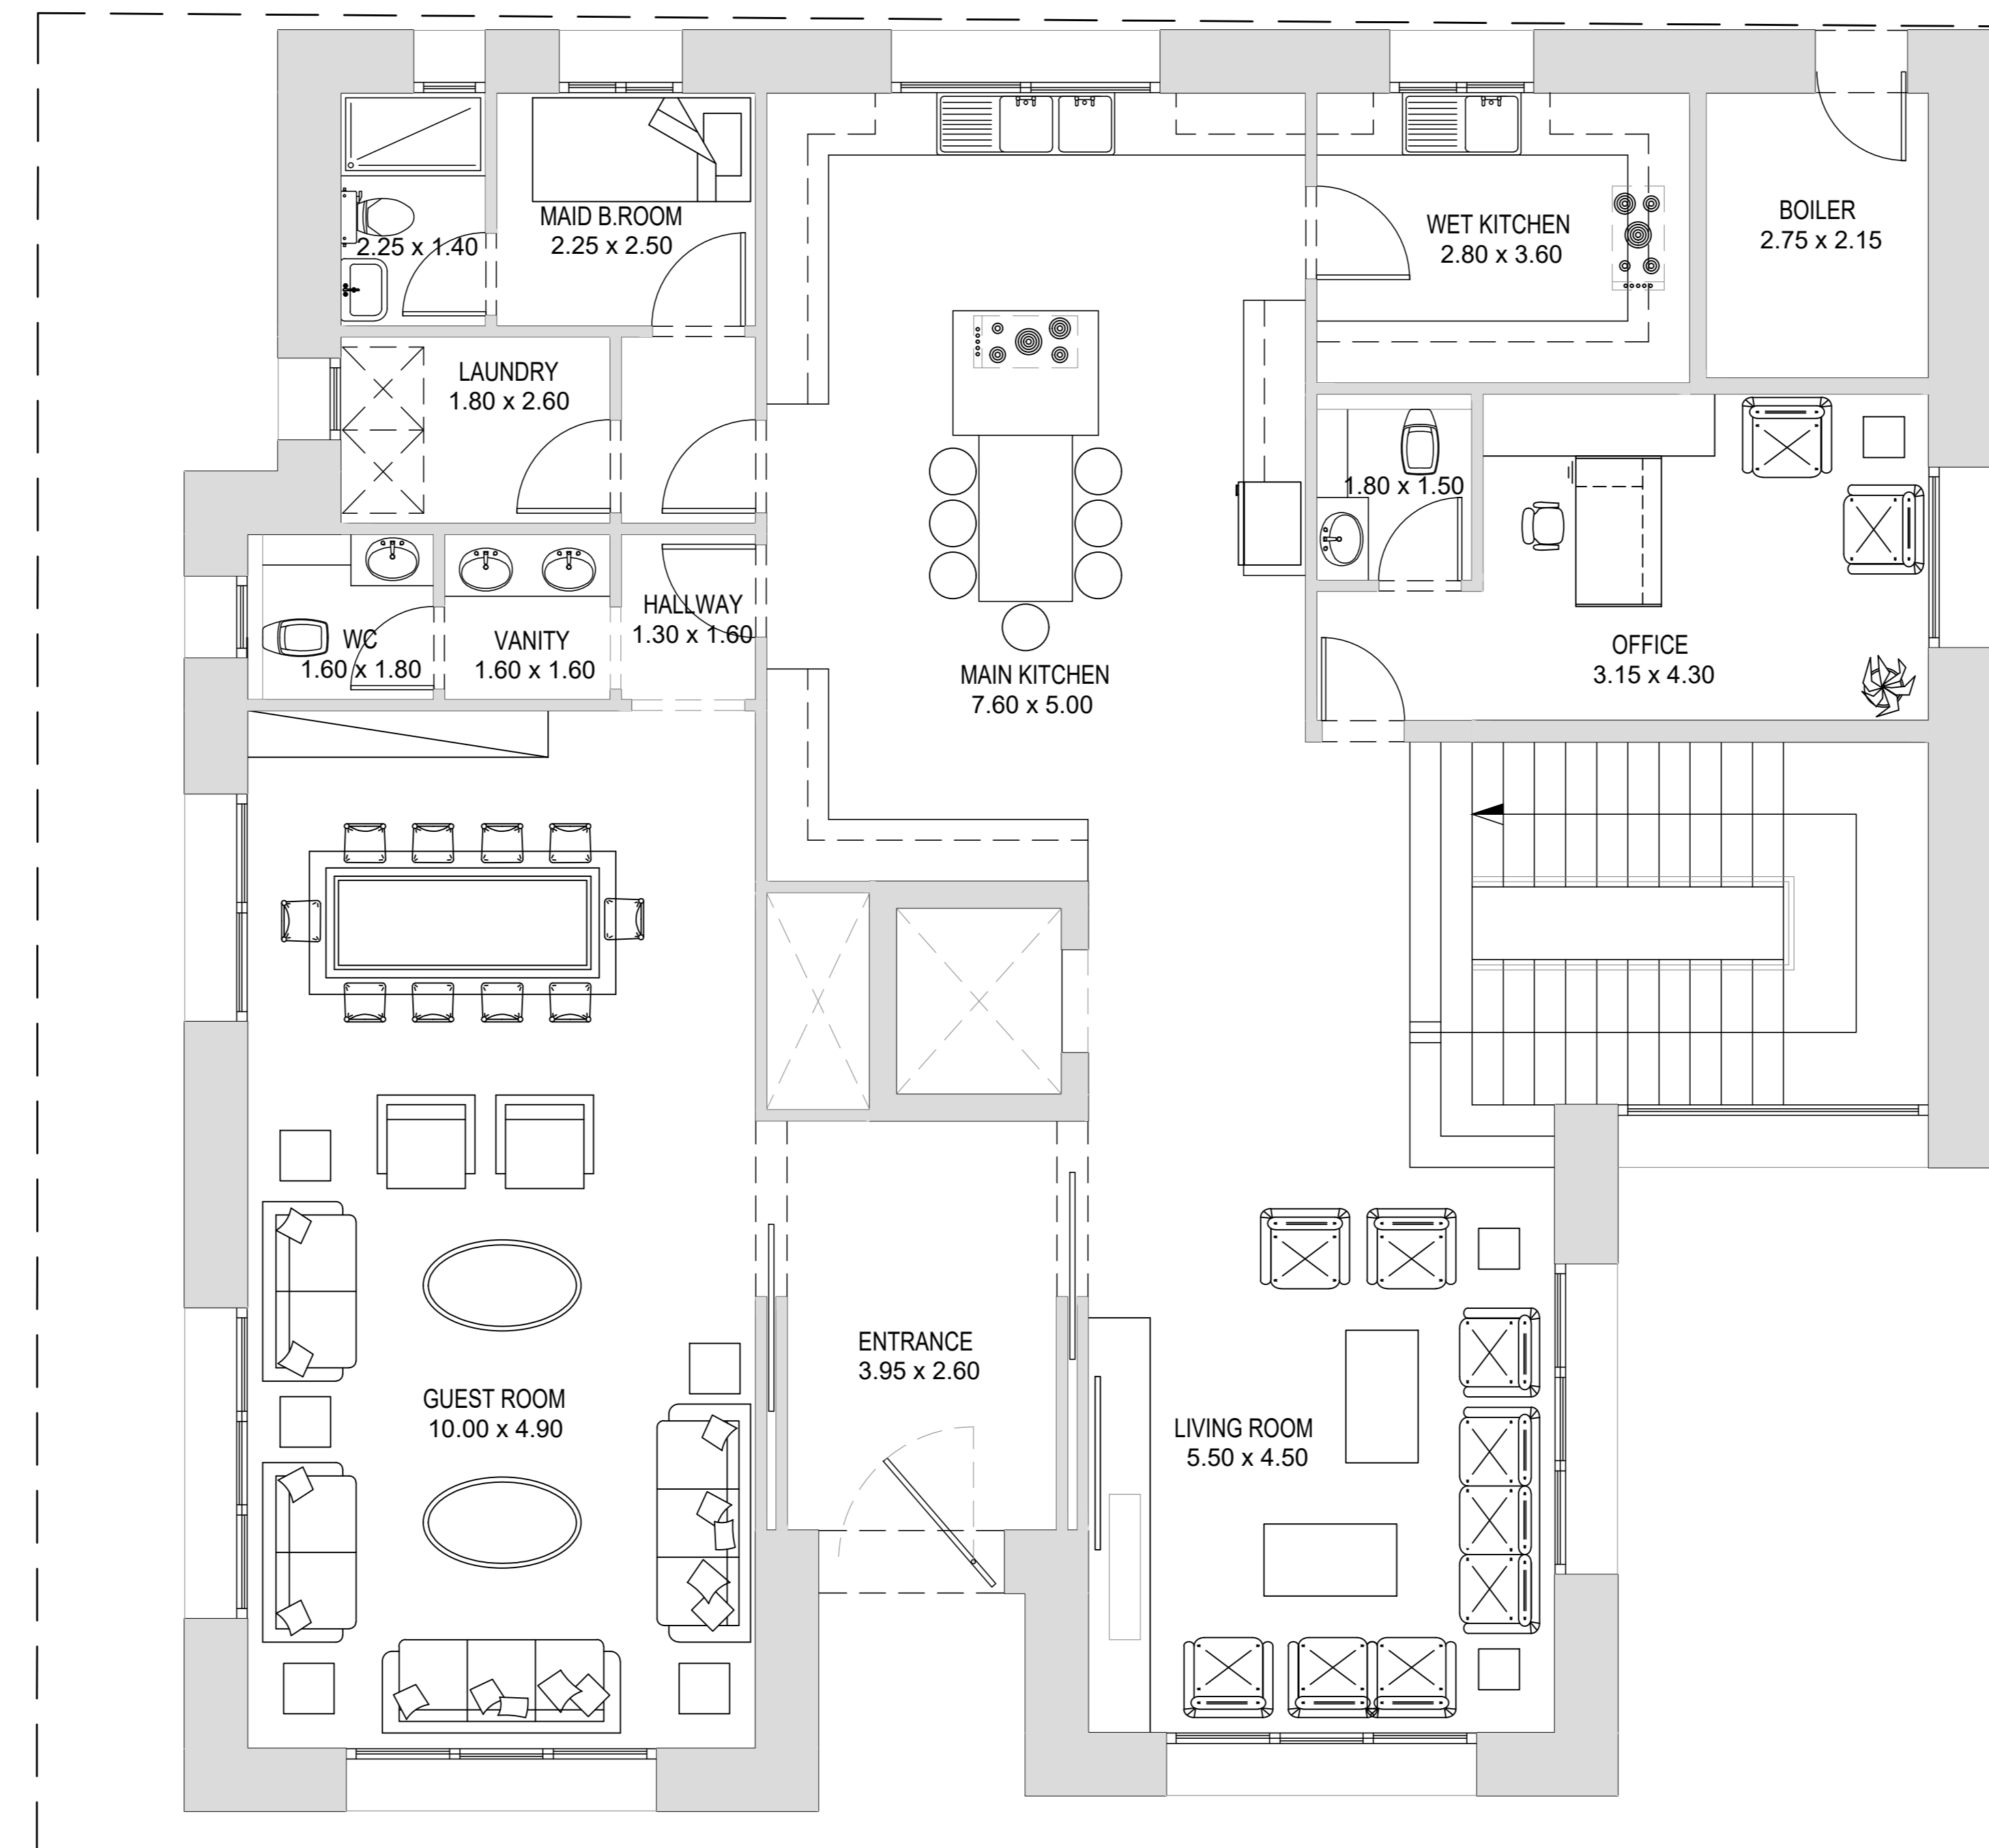 MAID B.ROOM
2.25 x 2.50
2.25 x 1.40
WET KITCHEN
2.80 x 3.60
BOILER
2.75 x 2.15
LAUNDRY
1.80 x 2.60
1.80 x 1.50
HALLWAY
1.30 x 1.60
WC
1.60 x 1.80
VANITY
1.60 x 1.60
MAIN KITCHEN
7.60 x 5.00
OFFICE
3.15 x 4.30
ENTRANCE
3.95 x 2.60
GUEST ROOM
10.00 x 4.90
LIVING ROOM
5.50 x 4.50